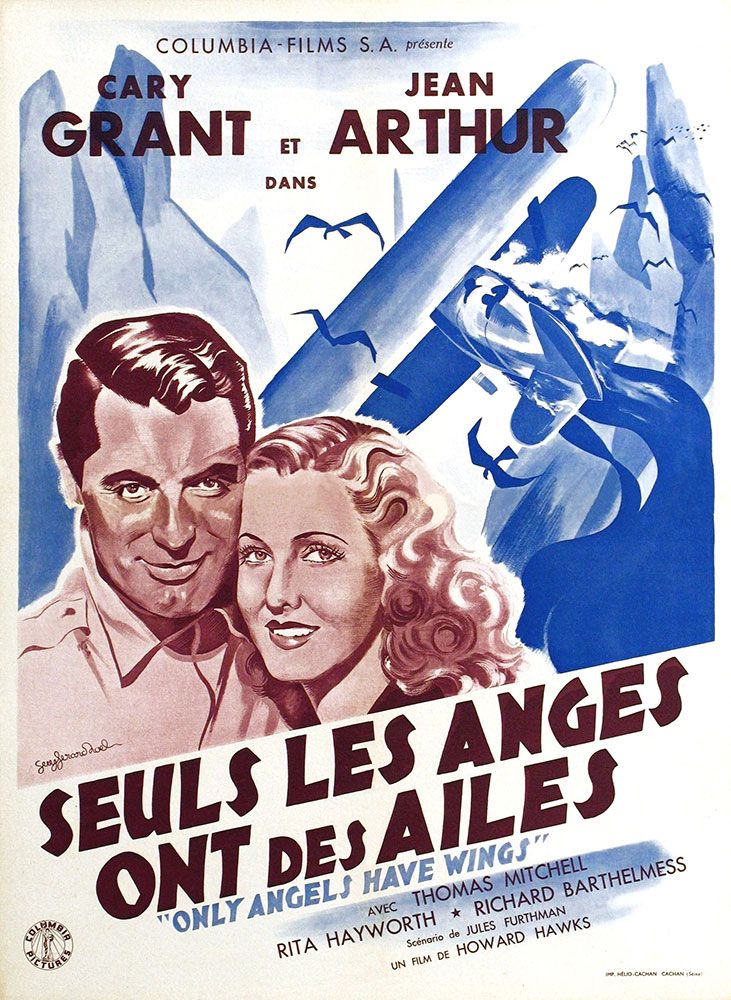 COLUMBIA-FILMS S.A. présente
CARY JEAN
GRANT ET ARTHUR
DANS
SEULS LES ANGES
ONT DES AILES
"ONLY ANGELS HAVE WINGS"
AVEC THOMAS MITCHELL
RITA HAYWORTH ★ RICHARD BARTHELMESS
Scénario de JULES FURTHMAN
UN FILM DE HOWARD HAWKS
COLUMBIA
PICTURES
IMP. HÉLIO-CACHAN CACHAN (Seine)